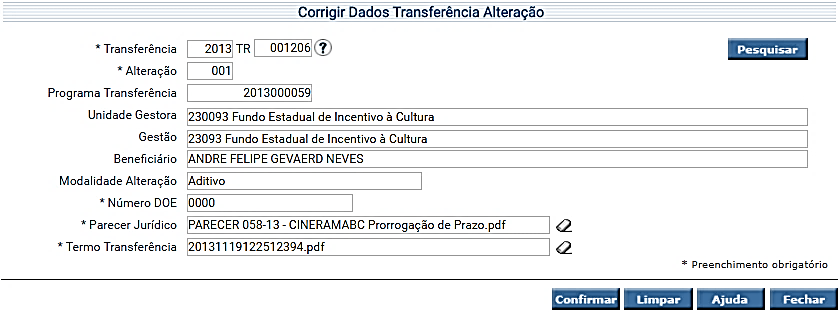 Corrigir Dados Transferência Alteração
* Transferência 2013 TR 001206 ? Pesquisar
* Alteração 001
Programa Transferência 2013000059
Unidade Gestora 230093 Fundo Estadual de Incentivo à Cultura
Gestão 23093 Fundo Estadual de Incentivo à Cultura
Beneficiário ANDRE FELIPE GEVAERD NEVES
Modalidade Alteração Aditivo
* Número DOE 0000
* Parecer Jurídico PARECER 058-13 - CINERAMABC Prorrogação de Prazo.pdf
* Termo Transferência 20131119122512394.pdf
* Preenchimento obrigatório
Confirmar Limpar Ajuda Fechar